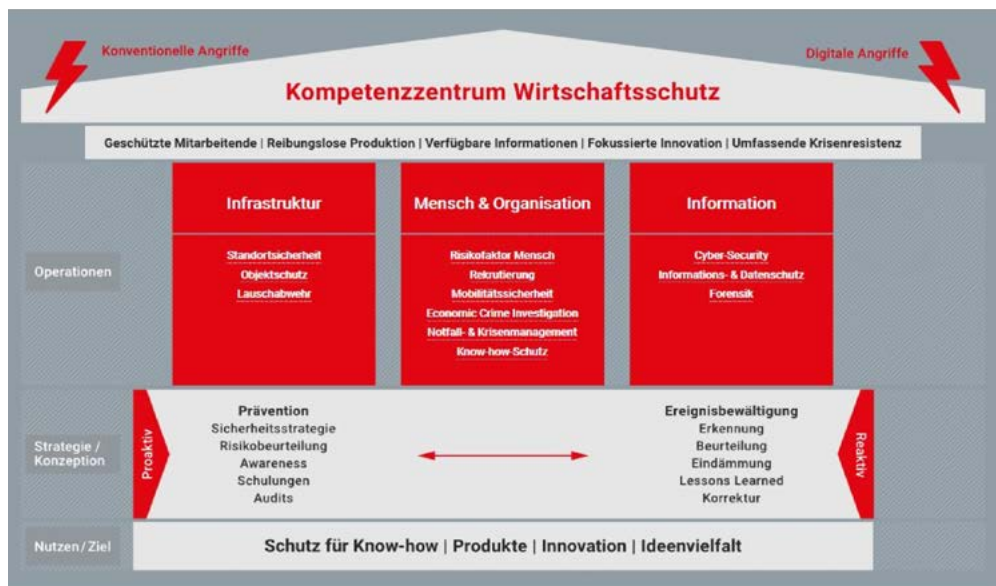 Konventionelle Angriffe
Digitale Angriffe
Kompetenzzentrum Wirtschaftsschutz
Geschützte Mitarbeitende | Reibungslose Produktion | Verfügbare Informationen | Fokussierte Innovation | Umfassende Krisenresistenz
Operationen
Infrastruktur
Standortsicherheit
Objektschutz
Lauschabwehr
Mensch & Organisation
Risikofaktor Mensch
Rekrutierung
Mobilitätssicherheit
Economic Crime Investigation
Notfall- & Krisenmanagement
Know-how-Schutz
Information
Cyber-Security
Informations- & Datenschutz
Forensik
Strategie /
Konzeption
Proaktiv
Prävention
Sicherheitsstrategie
Risikobeurteilung
Awareness
Schulungen
Audits
Ereignisbewältigung
Erkennung
Beurteilung
Eindämmung
Lessons Learned
Korrektur
Reaktiv
Nutzen / Ziel
Schutz für Know-how | Produkte | Innovation | Ideenvielfalt